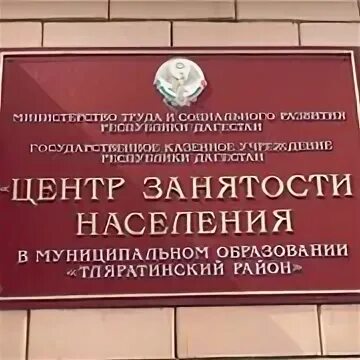 МИНИСТЕРСТВО ТРУДА И СОЦИАЛЬНОГО РАЗВИТИЯ
РЕСПУБЛИКИ ДАГЕСТАН
ГОСУДАРСТВЕННОЕ КАЗЕННОЕ УЧРЕЖДЕНИЕ
РЕСПУБЛИКИ ДАГЕСТАН
«ЦЕНТР ЗАНЯТОСТИ
НАСЕЛЕНИЯ
В МУНИЦИПАЛЬНОМ ОБРАЗОВАНИИ
«ТЛЯРАТИНСКИЙ РАЙОН»